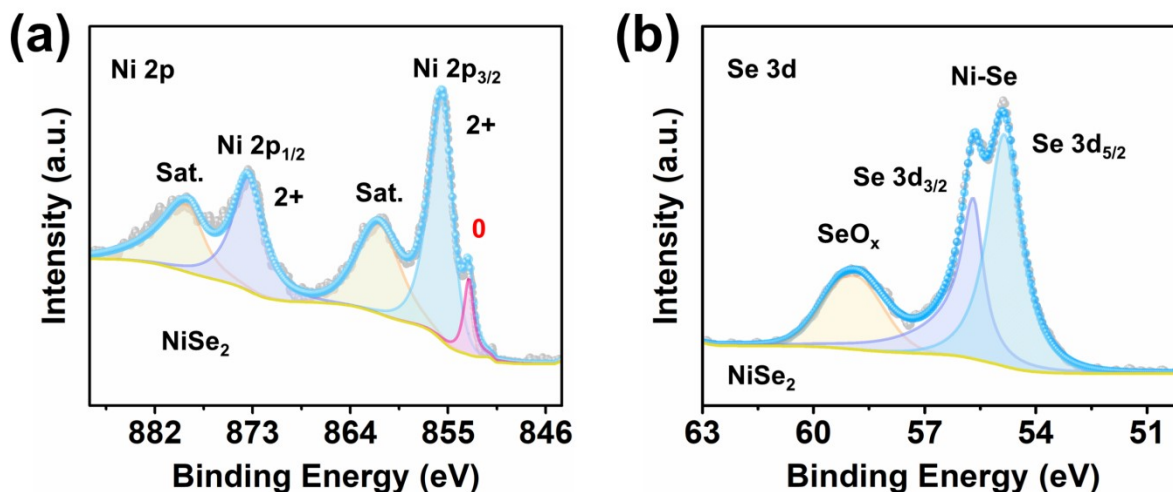 (a)
Ni 2p
Ni 2p3/2
2+
Ni 2p1/2
2+
Sat.
Sat.
0
NiSe2
Intensity (a.u.)
882 873 864 855 846
Binding Energy (eV)
(b)
Se 3d
Ni-Se
Se 3d5/2
Se 3d3/2
SeOx
NiSe2
Intensity (a.u.)
63 59 57 54 51
Binding Energy (eV)